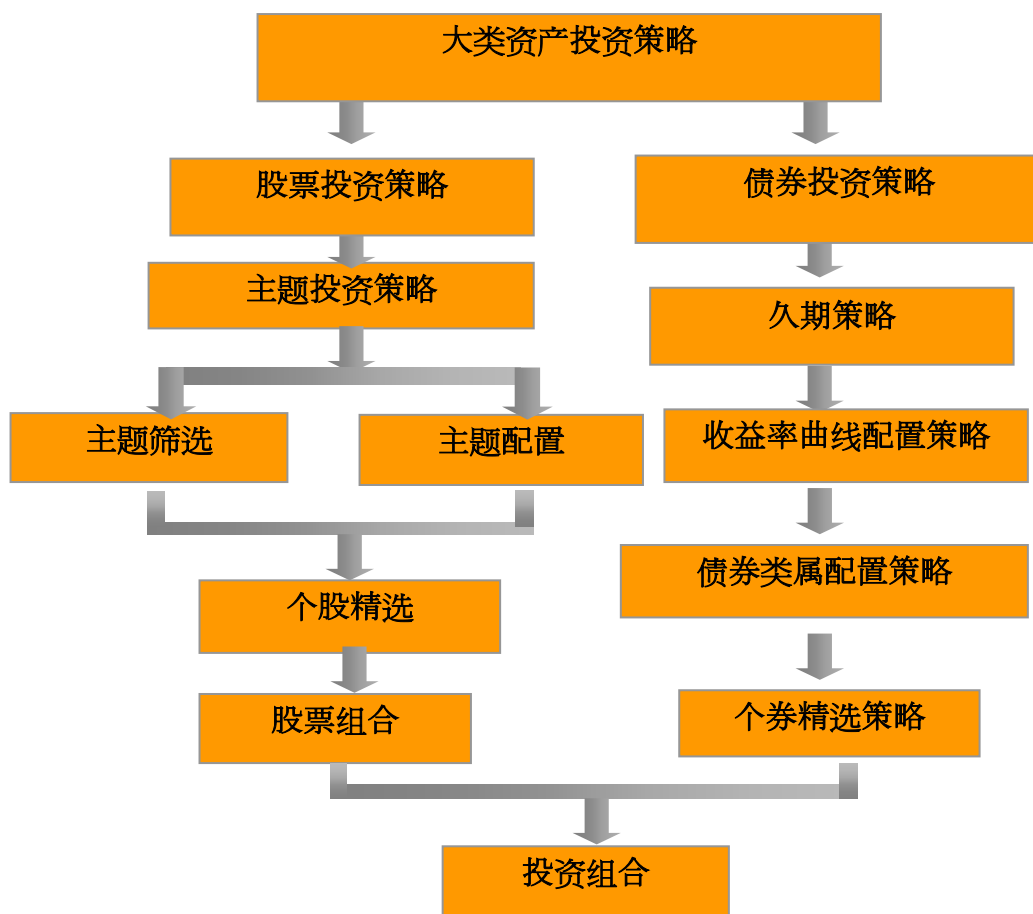 大类资产投资策略
股票投资策略
债券投资策略
主题投资策略
久期策略
主题筛选
主题配置
收益率曲线配置策略
债券类属配置策略
个股精选
股票组合
个券精选策略
投资组合